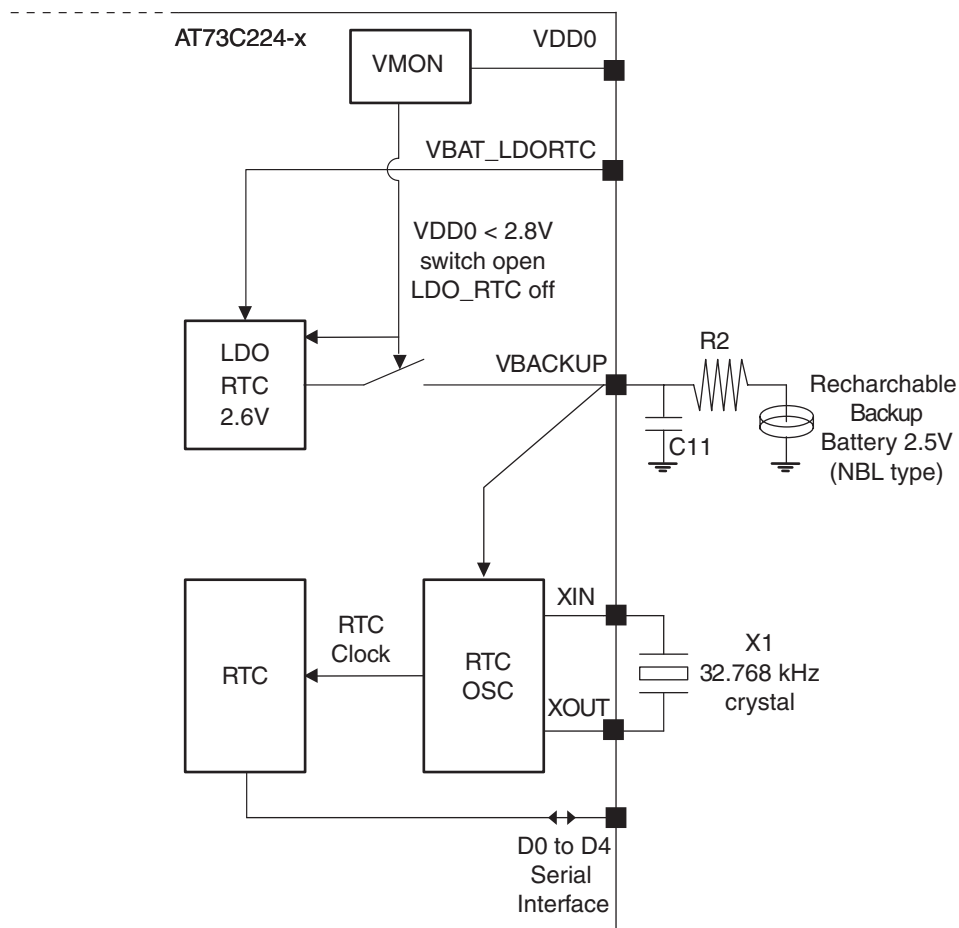 AT73C224-x
VDD0
VMON
VBAT_LDORTC
VDD0 < 2.8V
switch open
LDO_RTC off
LDO
RTC
2.6V
VBACKUP
R2
C11
Recharchable
Backup
Battery 2.5V
(NBL type)
XIN
RTC
Clock
RTC
RTC
OSC
X1
32.768 kHz
crystal
XOUT
D0 to D4
Serial
Interface